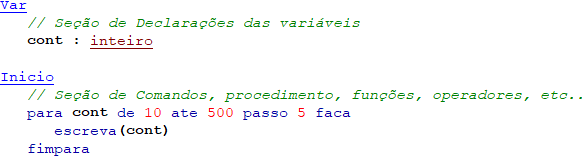 Var
// Seção de Declarações das variáveis
cont : inteiro
Inicio
// Seção de Comandos, procedimento, funções, operadores, etc..
para cont de 10 ate 500 passo 5 faca
escreva(cont)
fimpara